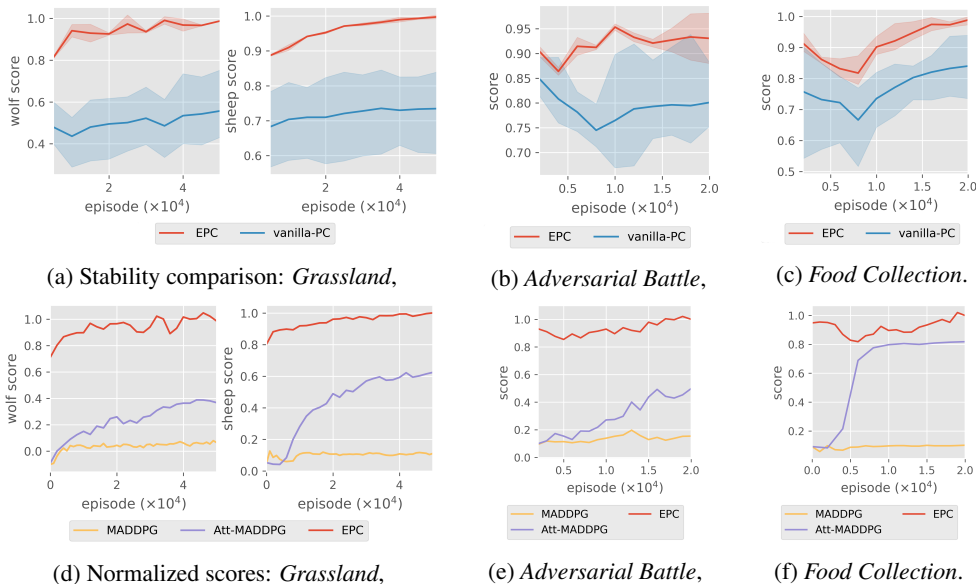 1.0
0.8
0.6
0.4
wolf score
2
4
episode (×10⁴)
1.0
0.9
0.8
0.7
0.6
sheep score
2
4
episode (×10⁴)
EPC vanilla-PC
(a) Stability comparison: Grassland,
0.95
0.90
0.85
0.80
0.75
0.70
score
0.5 1.0 1.5 2.0
episode (×10⁴)
EPC vanilla-PC
(b) Adversarial Battle,
1.0
0.9
0.8
0.7
0.6
0.5
score
0.5 1.0 1.5 2.0
episode (×10⁴)
EPC vanilla-PC
(c) Food Collection.
1.0
0.8
0.6
0.4
0.2
0.0
wolf score
0 2 4
episode (×10⁴)
1.0
0.8
0.6
0.4
0.2
0.0
sheep score
0 2 4
episode (×10⁴)
MADDPG Att-MADDPG EPC
(d) Normalized scores: Grassland,
1.0
0.8
0.6
0.4
0.2
0.0
score
0.5 1.0 1.5 2.0
episode (×10⁴)
MADDPG EPC
Att-MADDPG
(e) Adversarial Battle,
1.0
0.8
0.6
0.4
0.2
score
0.0 0.5 1.0 1.5 2.0
episode (×10⁴)
MADDPG EPC
Att-MADDPG
(f) Food Collection.